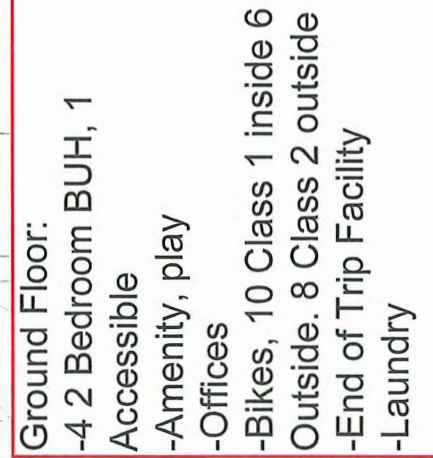 Ground Floor:
-4 2 Bedroom BUH, 1
Accessible
-Amenity, play
-Offices
-Bikes, 10 Class 1 inside 6
Outside. 8 Class 2 outside
-End of Trip Facility
-Laundry